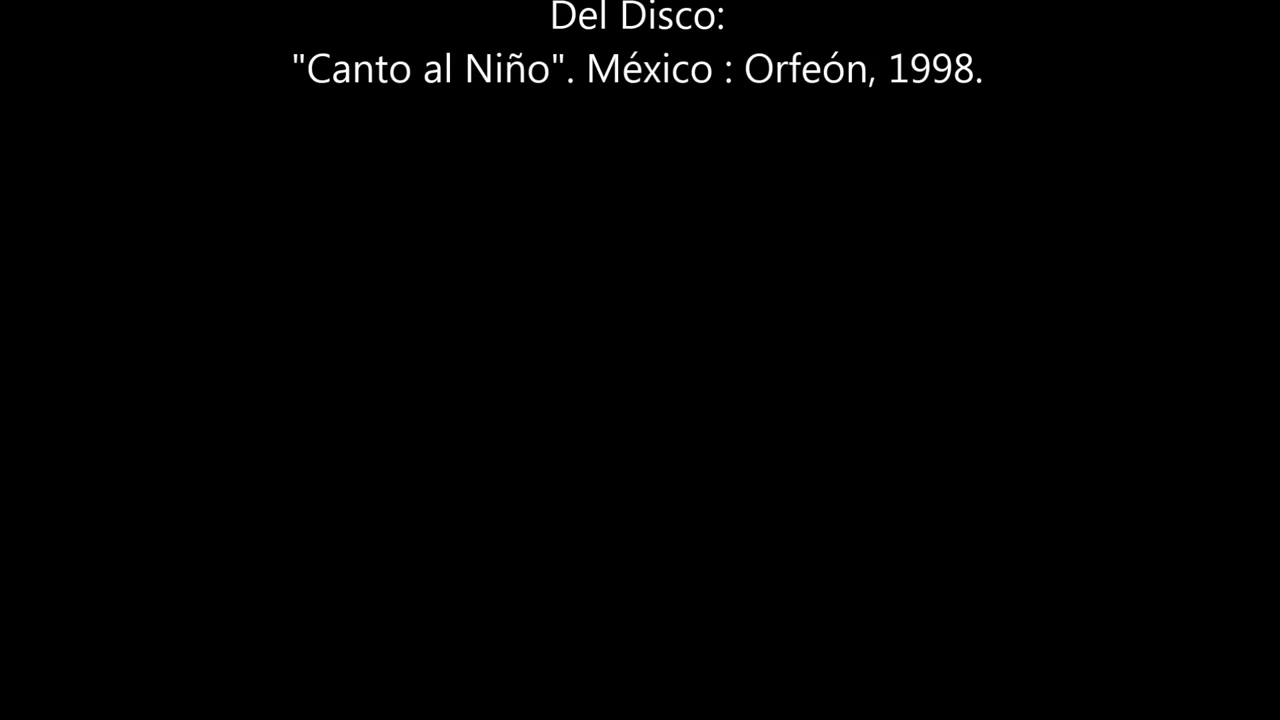 Del Disco:
"Canto al Niño". México : Orfeón, 1998.